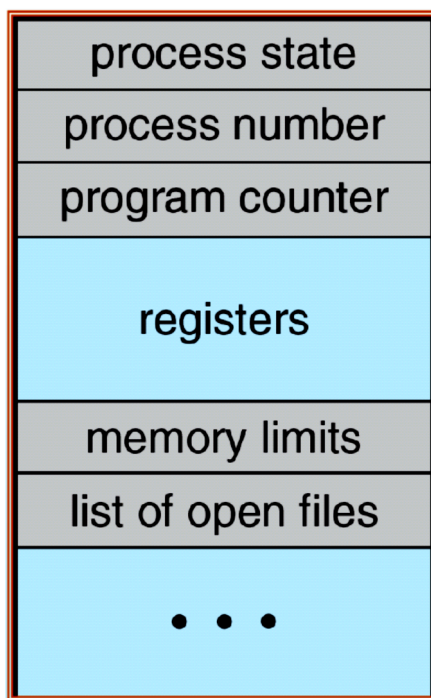 process state
process number
program counter
registers
memory limits
list of open files
• • •